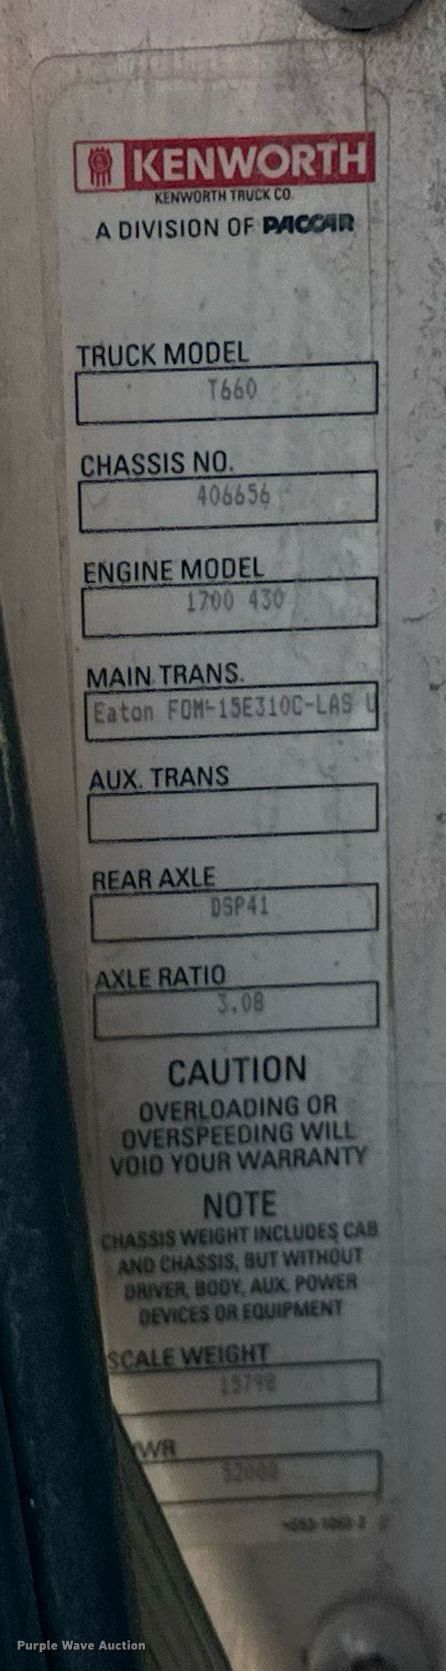 KENWORTH
KENWORTH TRUCK CO.
A DIVISION OF PACCAR
TRUCK MODEL
T660
CHASSIS NO.
406656
ENGINE MODEL
1700 430
MAIN TRANS.
Eaton FOM-15E310C-LAS U
AUX. TRANS
REAR AXLE
DSP41
AXLE RATIO
3.08
CAUTION
OVERLOADING OR
OVERSPEEDING WILL
VOID YOUR WARRANTY
NOTE
CHASSIS WEIGHT INCLUDES CAB
AND CHASSIS, BUT WITHOUT
DRIVER, BODY, AUX. POWER
DEVICES OR EQUIPMENT
SCALE WEIGHT
15798
WR
Purple Wave Auction